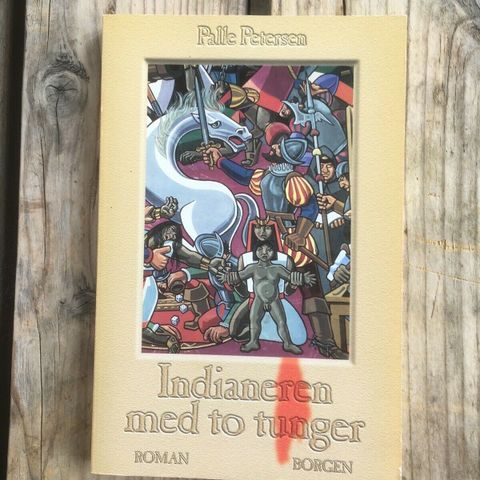 Palle Petersen
Indianeren
med to tunger
ROMAN BORGEN